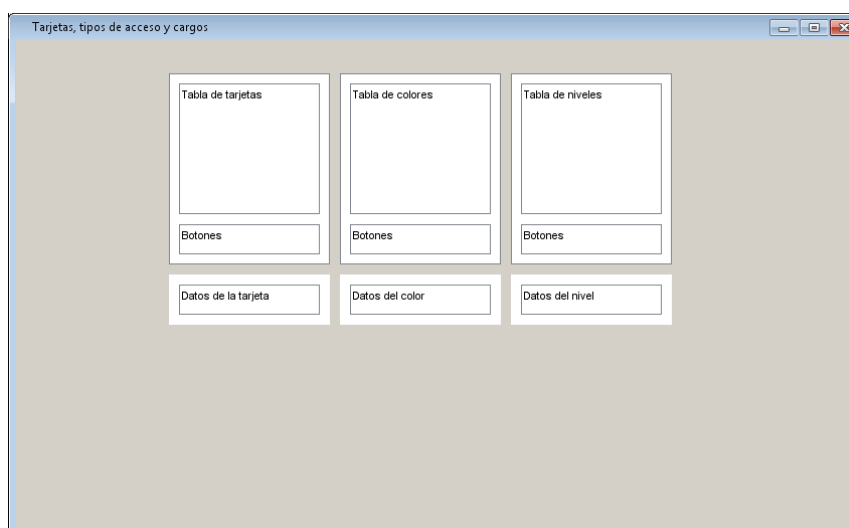 Tarjetas, tipos de acceso y cargos
Tabla de tarjetas
Tabla de colores
Tabla de niveles
Botones
Botones
Botones
Datos de la tarjeta
Datos del color
Datos del nivel